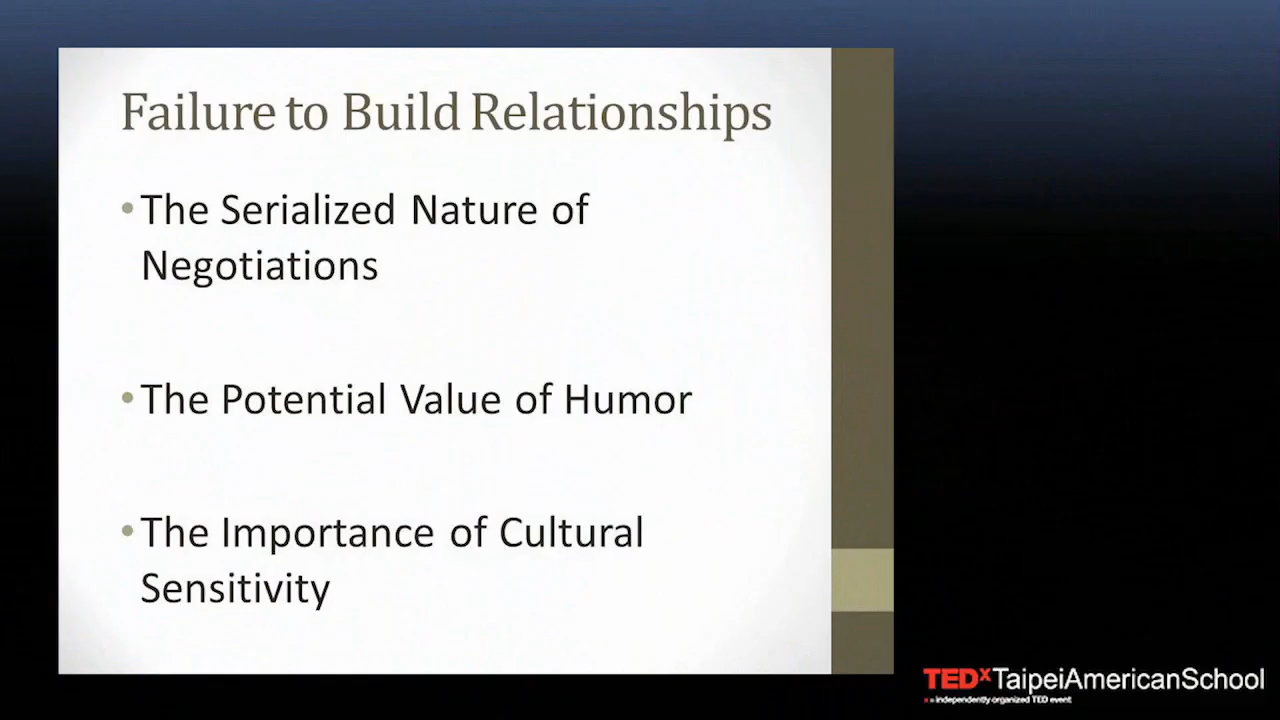 Failure to Build Relationships
• The Serialized Nature of
Negotiations
• The Potential Value of Humor
• The Importance of Cultural
Sensitivity
TEDxTaipeiAmericanSchool
x = independently organized TED event